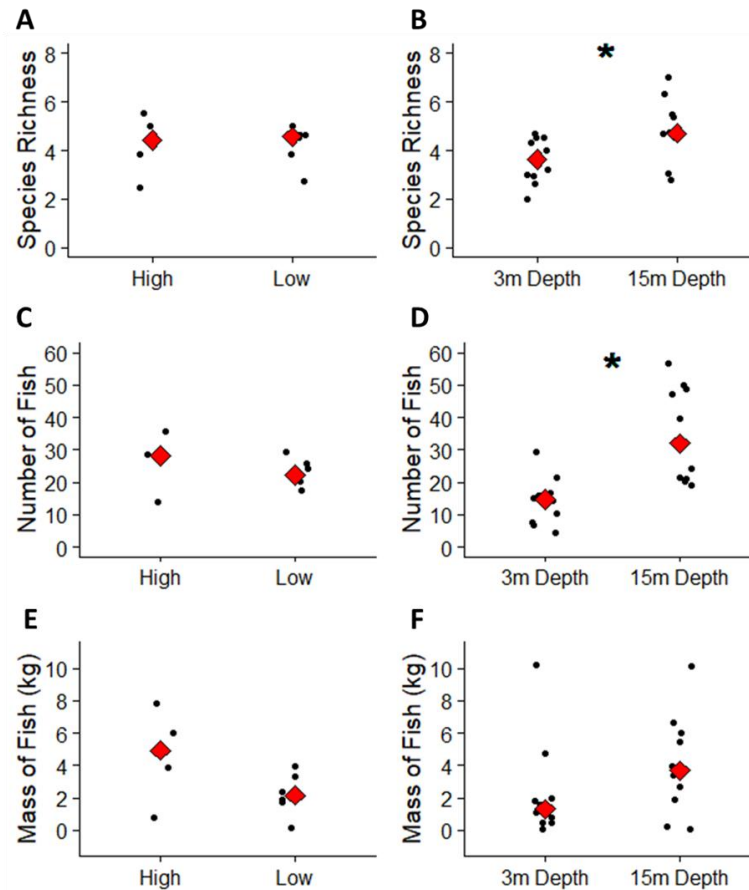 A
Species Richness
8
6
4
2
0
High Low
B
*
Species Richness
8
6
4
2
0
3m Depth 15m Depth
C
Number of Fish
60
50
40
30
20
10
0
High Low
D
*
Number of Fish
60
50
40
30
20
10
0
3m Depth 15m Depth
E
Mass of Fish (kg)
10
8
6
4
2
0
High Low
F
Mass of Fish (kg)
10
8
6
4
2
0
3m Depth 15m Depth